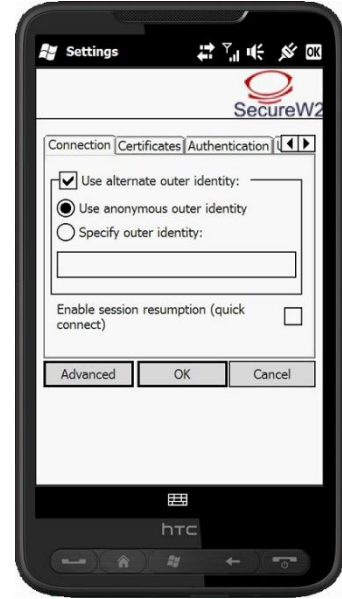 Settings
OK
SecureW2
Connection Certificates Authentication
Use alternate outer identity:
Use anonymous outer identity
Specify outer identity:
Enable session resumption (quick
connect)
Advanced OK Cancel
hTC